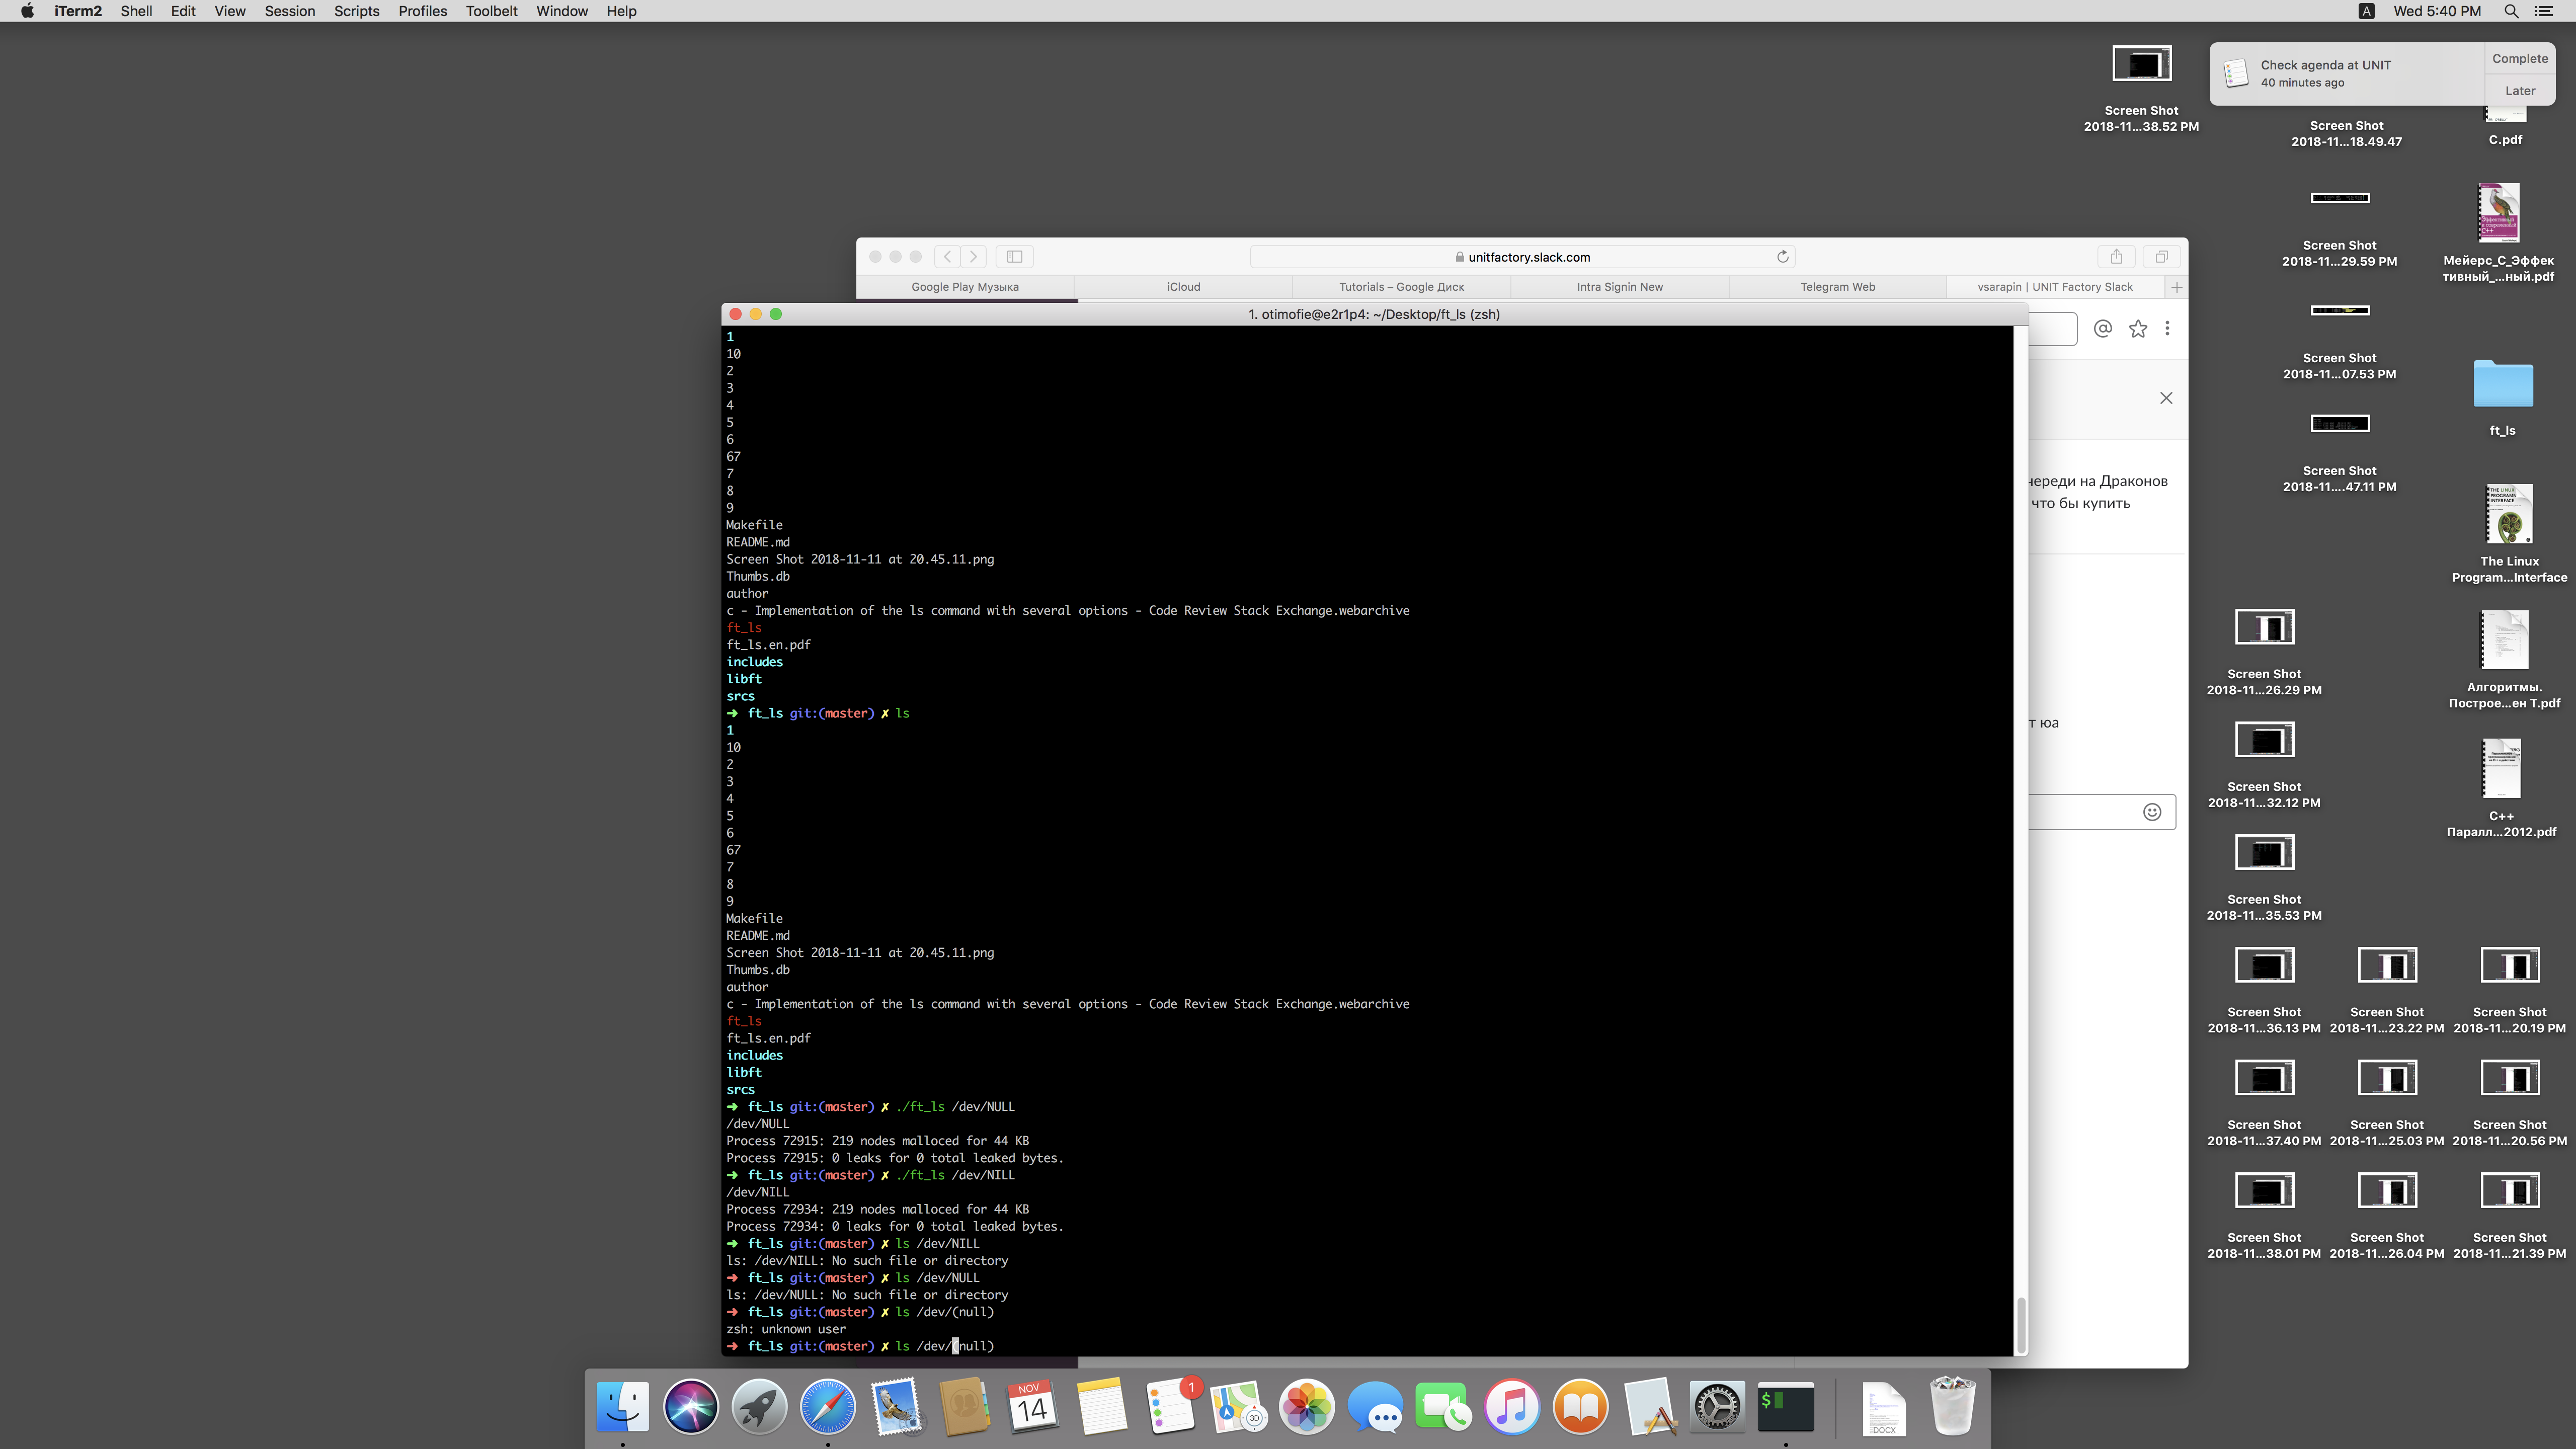 iTerm2 Shell Edit View Session Scripts Profiles Toolbelt Window Help
A Wed 5:40 PM
Check agenda at UNIT
40 minutes ago
Complete
Later
Screen Shot
2018-11...38.52 PM
Screen Shot
2018-11...18.49.47
C.pdf
Screen Shot
2018-11...29.59 PM
Мейерс_С_Эффек
тивный_...ный.pdf
Screen Shot
2018-11...07.53 PM
ft_ls
Screen Shot
2018-11....47.11 PM
The Linux
Program...Interface
Screen Shot
2018-11...26.29 PM
Алгоритмы.
Построе...ен Т.pdf
Screen Shot
2018-11...32.12 PM
C++
Паралл...2012.pdf
Screen Shot
2018-11...35.53 PM
Screen Shot
2018-11...36.13 PM
Screen Shot
2018-11...23.22 PM
Screen Shot
2018-11...20.19 PM
Screen Shot
2018-11...37.40 PM
Screen Shot
2018-11...25.03 PM
Screen Shot
2018-11...20.56 PM
Screen Shot
2018-11...38.01 PM
Screen Shot
2018-11...26.04 PM
Screen Shot
2018-11...21.39 PM
unitfactory.slack.com
Google Play Музыка
iCloud
Tutorials – Google Диск
Intra Signin New
Telegram Web
vsarapin | UNIT Factory Slack
череди на Драконов
что бы купить
т юа
1. otimofie@e2r1p4: ~/Desktop/ft_ls (zsh)
1
10
2
3
4
5
6
67
7
8
9
Makefile
README.md
Screen Shot 2018-11-11 at 20.45.11.png
Thumbs.db
author
c - Implementation of the ls command with several options - Code Review Stack Exchange.webarchive
ft_ls
ft_ls.en.pdf
includes
libft
srcs
➜ ft_ls git:(master) ✗ ls
1
10
2
3
4
5
6
67
7
8
9
Makefile
README.md
Screen Shot 2018-11-11 at 20.45.11.png
Thumbs.db
author
c - Implementation of the ls command with several options - Code Review Stack Exchange.webarchive
ft_ls
ft_ls.en.pdf
includes
libft
srcs
➜ ft_ls git:(master) ✗ ./ft_ls /dev/NULL
/dev/NULL
Process 72915: 219 nodes malloced for 44 KB
Process 72915: 0 leaks for 0 total leaked bytes.
➜ ft_ls git:(master) ✗ ./ft_ls /dev/NILL
/dev/NILL
Process 72934: 219 nodes malloced for 44 KB
Process 72934: 0 leaks for 0 total leaked bytes.
➜ ft_ls git:(master) ✗ ls /dev/NILL
ls: /dev/NILL: No such file or directory
➜ ft_ls git:(master) ✗ ls /dev/NULL
ls: /dev/NULL: No such file or directory
➜ ft_ls git:(master) ✗ ls /dev/(null)
zsh: unknown user
➜ ft_ls git:(master) ✗ ls /dev/(null)
NOV
14
1
3D
$
DOCX